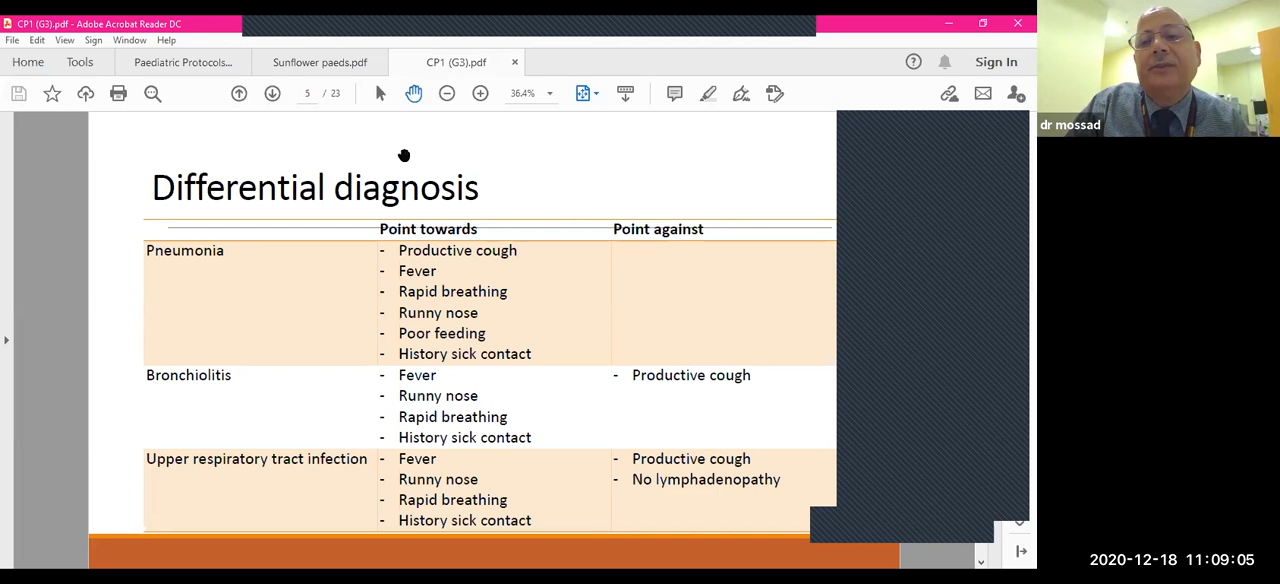 CP1 (G3).pdf - Adobe Acrobat Reader DC
File Edit View Sign Window Help
Home Tools Paediatric Protocols... Sunflower paeds.pdf CP1 (G3).pdf × Sign In
5 / 23 36.4%
dr mossad
Differential diagnosis
Point towards Point against
Pneumonia - Productive cough
- Fever
- Rapid breathing
- Runny nose
- Poor feeding
- History sick contact
Bronchiolitis - Fever - Productive cough
- Runny nose
- Rapid breathing
- History sick contact
Upper respiratory tract infection - Fever - Productive cough
- Runny nose - No lymphadenopathy
- Rapid breathing
- History sick contact
2020-12-18 11:09:05